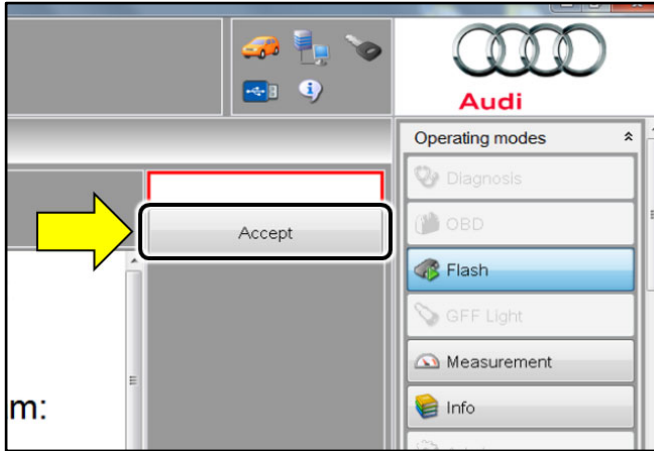 Audi
Operating modes
Diagnosis
OBD
Accept
Flash
GFF Light
Measurement
m:
Info